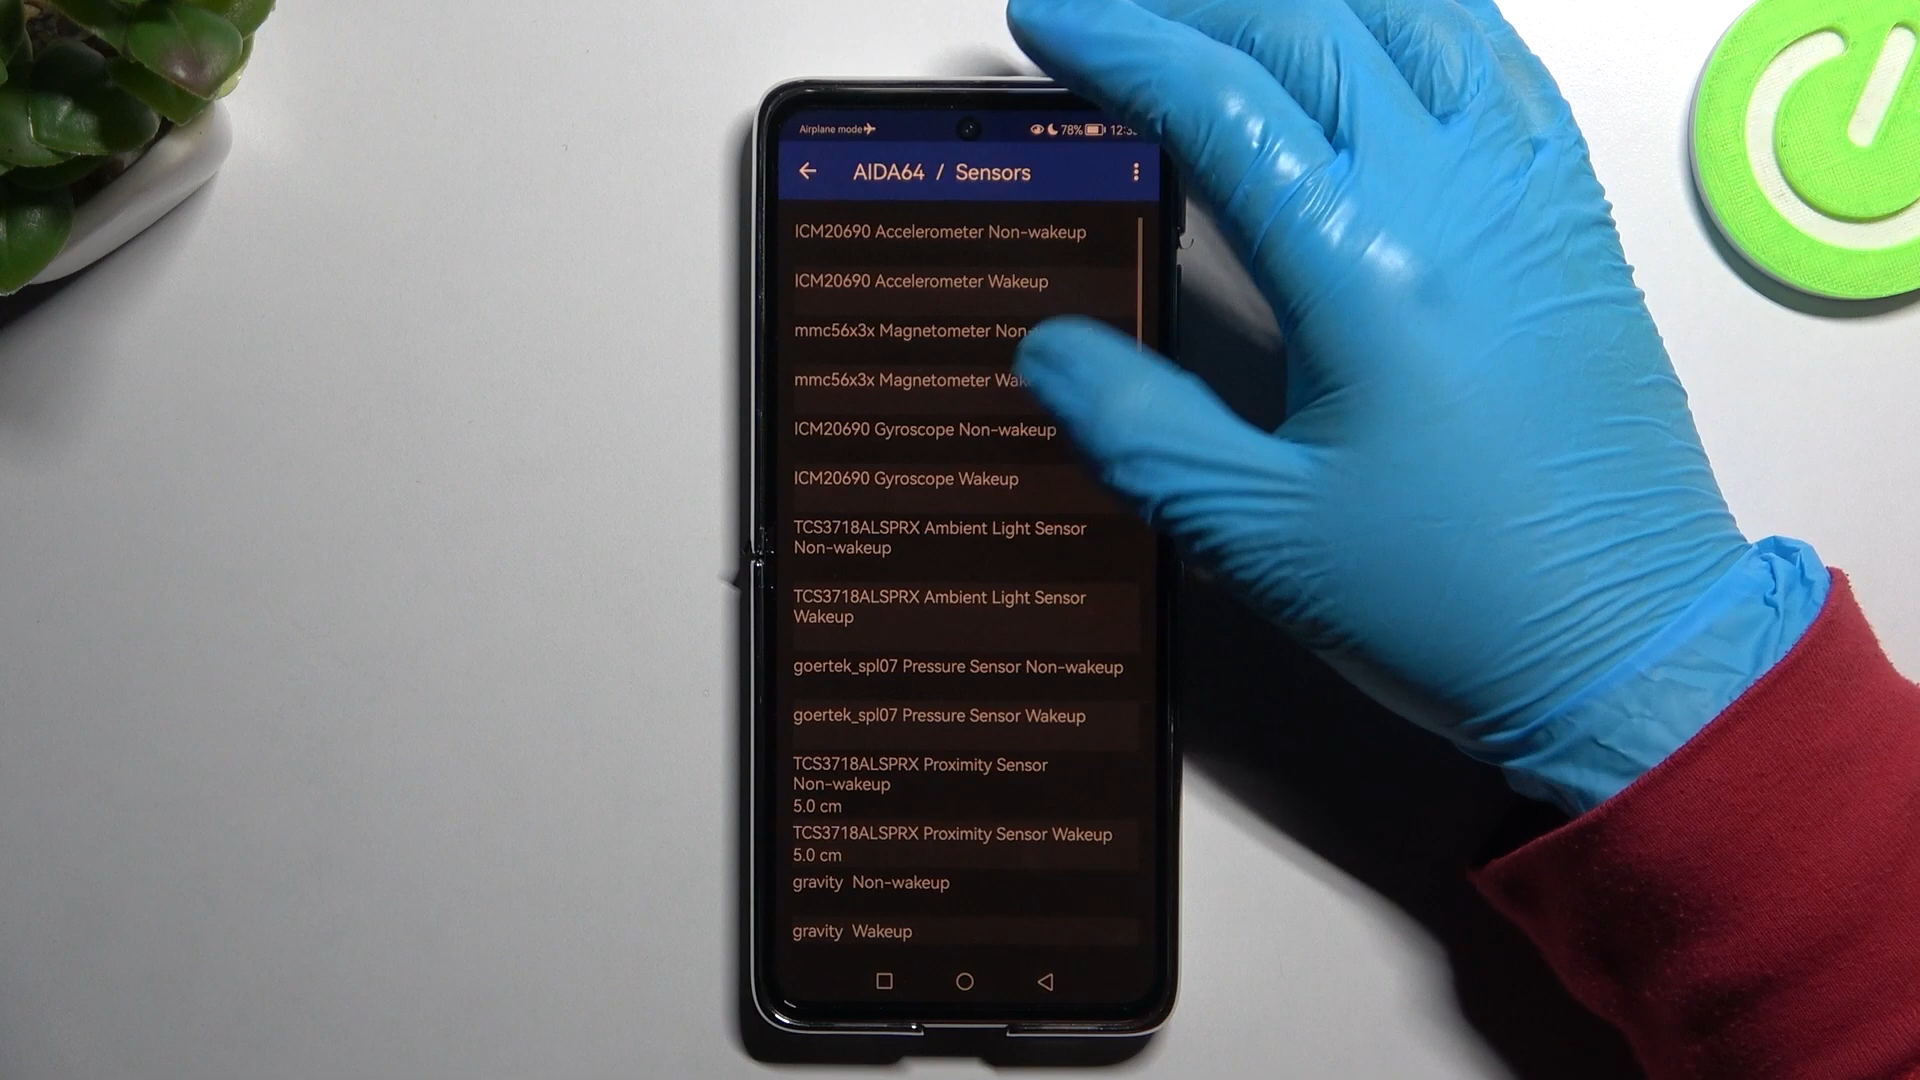 Airplane mode
78%
AIDA64 / Sensors
ICM20690 Accelerometer Non-wakeup
ICM20690 Accelerometer Wakeup
mmc56x3x Magnetometer
mmc56x3x Magnetometer
ICM20690 Gyroscope Non-wakeup
ICM20690 Gyroscope Wakeup
TCS3718ALSPRX Ambient Light Sensor
Non-wakeup
TCS3718ALSPRX Ambient Light Sensor
Wakeup
goertek_spl07 Pressure Sensor Non-wakeup
goertek_spl07 Pressure Sensor Wakeup
TCS3718ALSPRX Proximity Sensor
Non-wakeup
5.0 cm
TCS3718ALSPRX Proximity Sensor Wakeup
5.0 cm
gravity Non-wakeup
gravity Wakeup